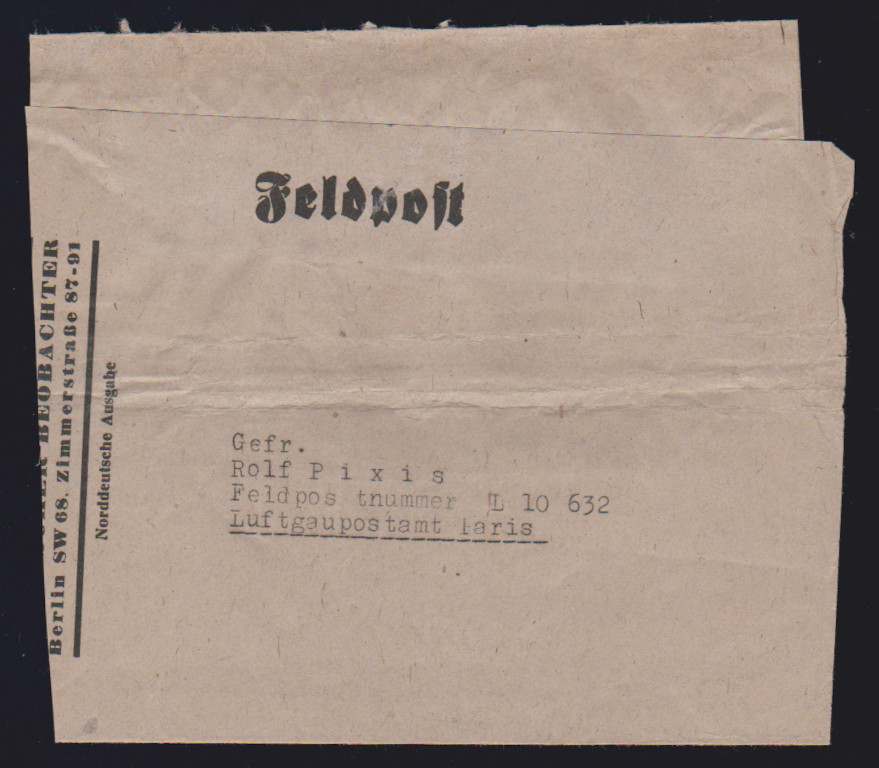 Feldpost
BEOBACHTER
Berlin SW 68. Zimmerstraße 87-91
Norddeutsche Ausgabe
Gefr.
Rolf P i x i s
Feldpos tnummer L 10 632
Luftgaupostamt Paris